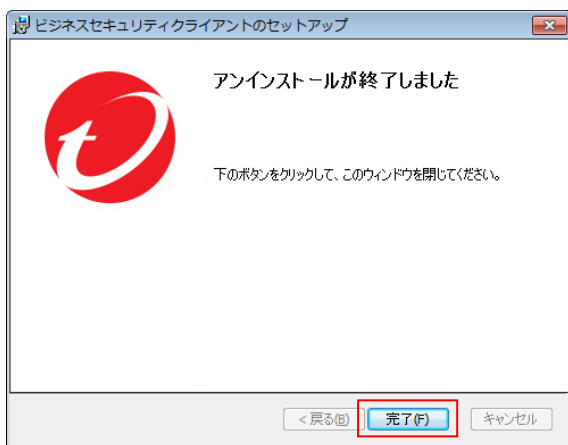 ビジネスセキュリティクライアントのセットアップ
アンインストールが終了しました
下のボタンをクリックして、このウィンドウを閉じてください。
< 戻る(B)
完了(F)
キャンセル